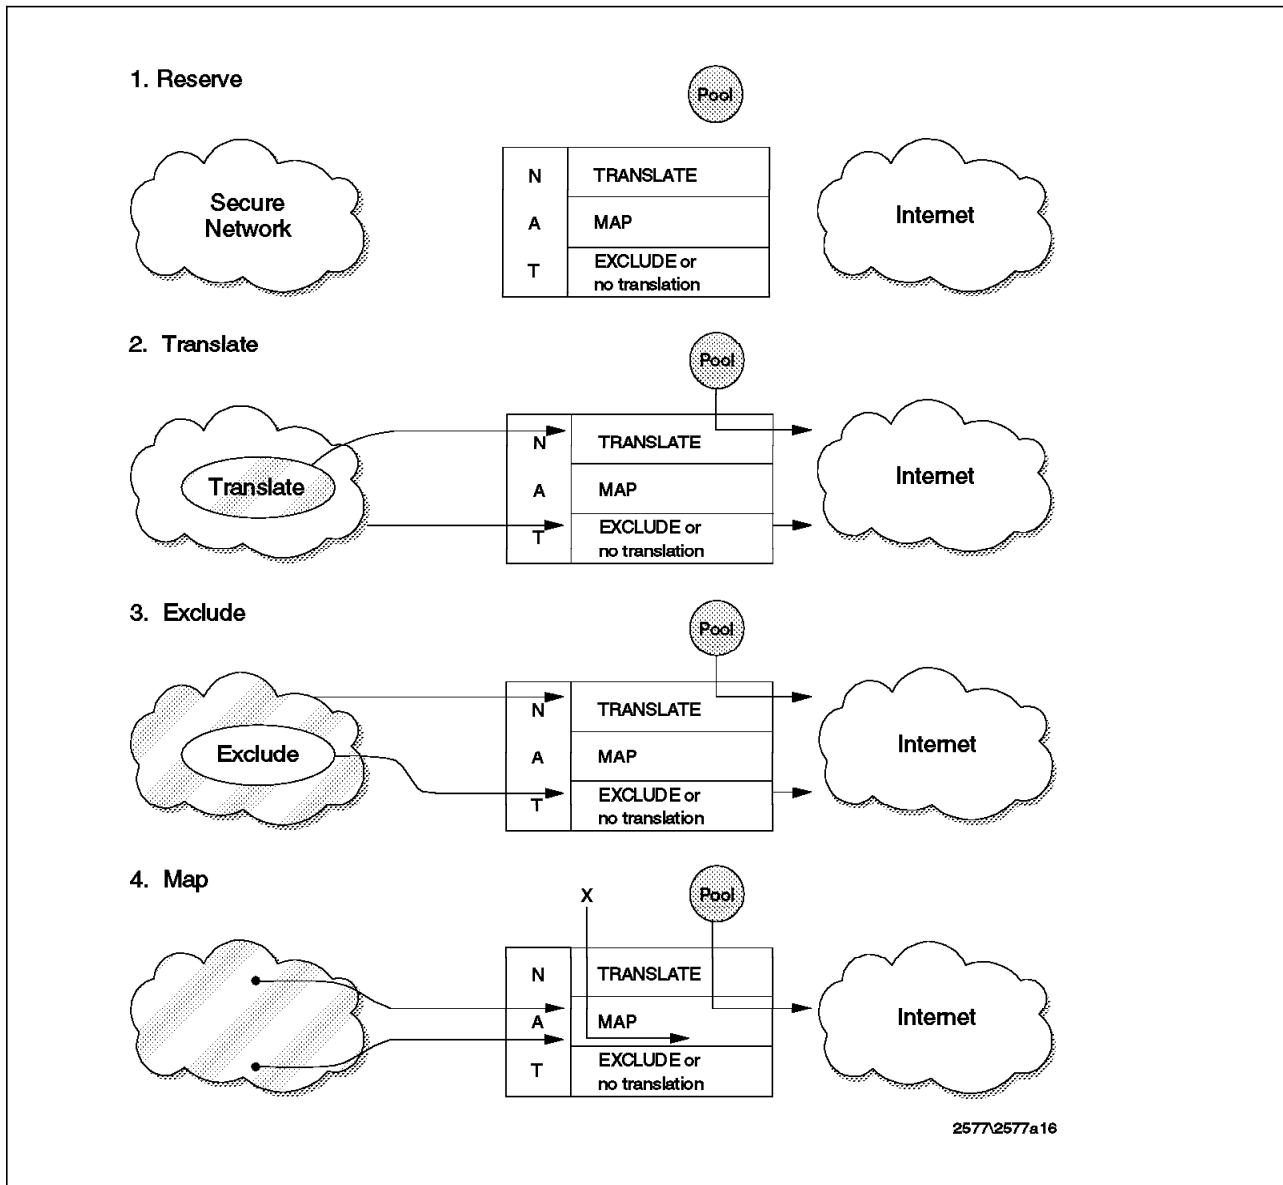 1. Reserve
Pool
Secure
Network
N
A
T
TRANSLATE
MAP
EXCLUDE or
no translation
Internet
2. Translate
Pool
Translate
N
A
T
TRANSLATE
MAP
EXCLUDE or
no translation
Internet
3. Exclude
Pool
Exclude
N
A
T
TRANSLATE
MAP
EXCLUDE or
no translation
Internet
4. Map
X
Pool
N
A
T
TRANSLATE
MAP
EXCLUDE or
no translation
Internet
2577\2577a16